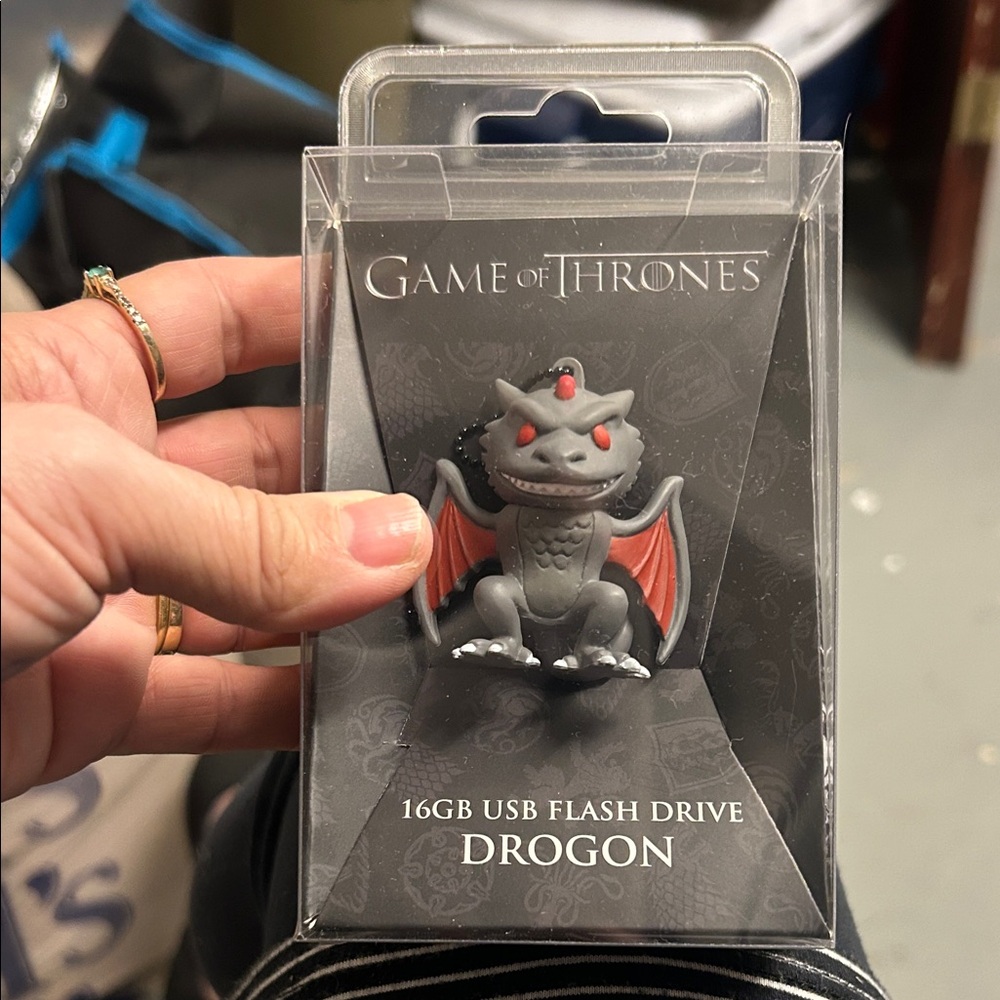 GAME OF THRONES
16GB USB FLASH DRIVE
DROGON
's